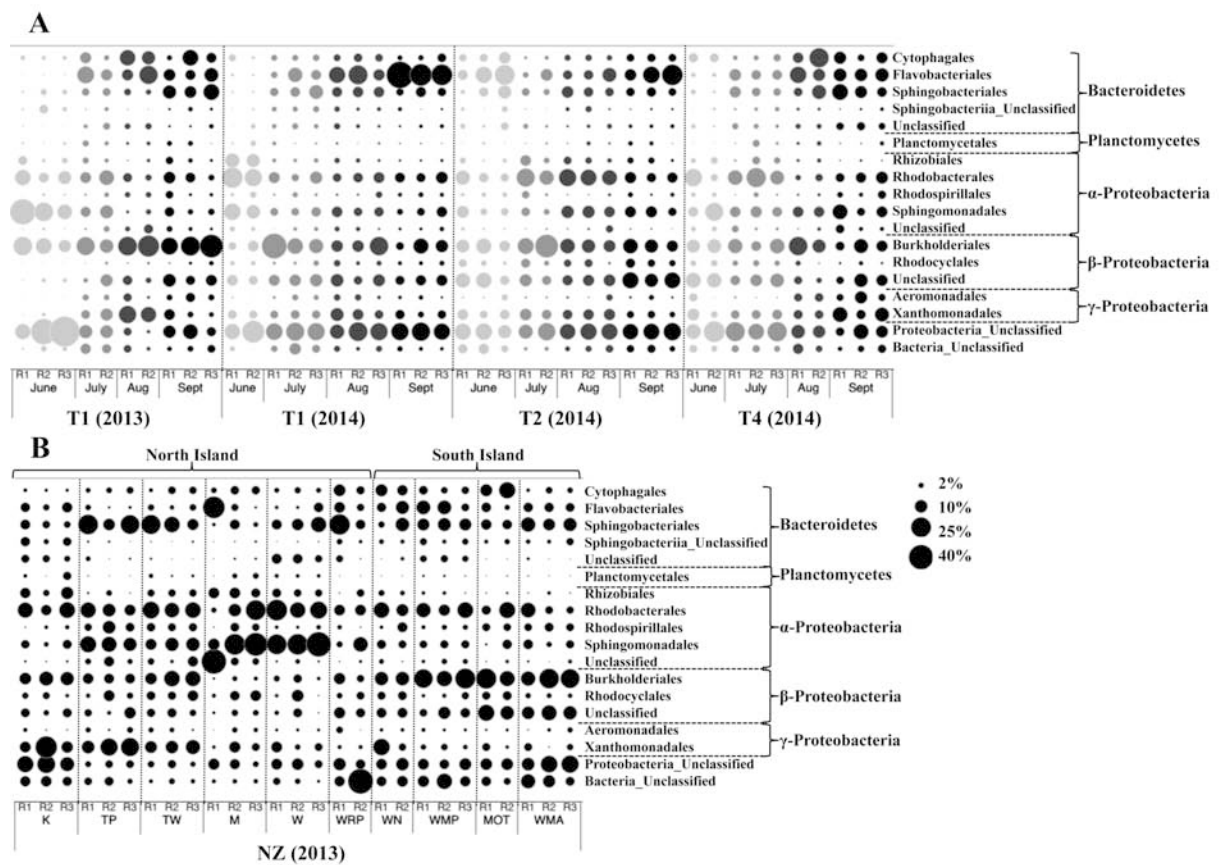 A
Cytophagales
Flavobacteriales
Sphingobacteriales
Sphingobacteriia_Unclassified
Unclassified
Bacteroidetes
Planctomycetales
Planctomycetes
Rhizobiales
Rhodobacterales
Rhodospirillales
Sphingomonadales
Unclassified
α-Proteobacteria
Burkholderiales
Rhodocyclales
Unclassified
β-Proteobacteria
Aeromonadales
Xanthomonadales
γ-Proteobacteria
Proteobacteria_Unclassified
Bacteria_Unclassified
R1 R2 R3 R1 R2 R1 R2 R1 R2 R3 R1 R2 R1 R2 R3 R1 R2 R3 R1 R2 R3 R1 R2 R3 R1 R2 R1 R2 R3 R1 R2 R3 R1 R2 R1 R2 R3 R1 R2 R1 R2 R3
June July Aug Sept June July Aug Sept June July Aug Sept June July Aug Sept
T1 (2013) T1 (2014) T2 (2014) T4 (2014)
B
North Island South Island
Cytophagales
Flavobacteriales
Sphingobacteriales
Sphingobacteriia_Unclassified
Unclassified
Bacteroidetes
Planctomycetales
Planctomycetes
Rhizobiales
Rhodobacterales
Rhodospirillales
Sphingomonadales
Unclassified
α-Proteobacteria
Burkholderiales
Rhodocyclales
Unclassified
β-Proteobacteria
Aeromonadales
Xanthomonadales
γ-Proteobacteria
Proteobacteria_Unclassified
Bacteria_Unclassified
2%
10%
25%
40%
R1 R2 R3 R1 R2 R3 R1 R2 R3 R1 R2 R3 R1 R2 R3 R1 R2 R1 R2 R1 R2 R3 R1 R2 R1 R2 R3
K TP TW M W WRP WN WMP MOT WMA
NZ (2013)